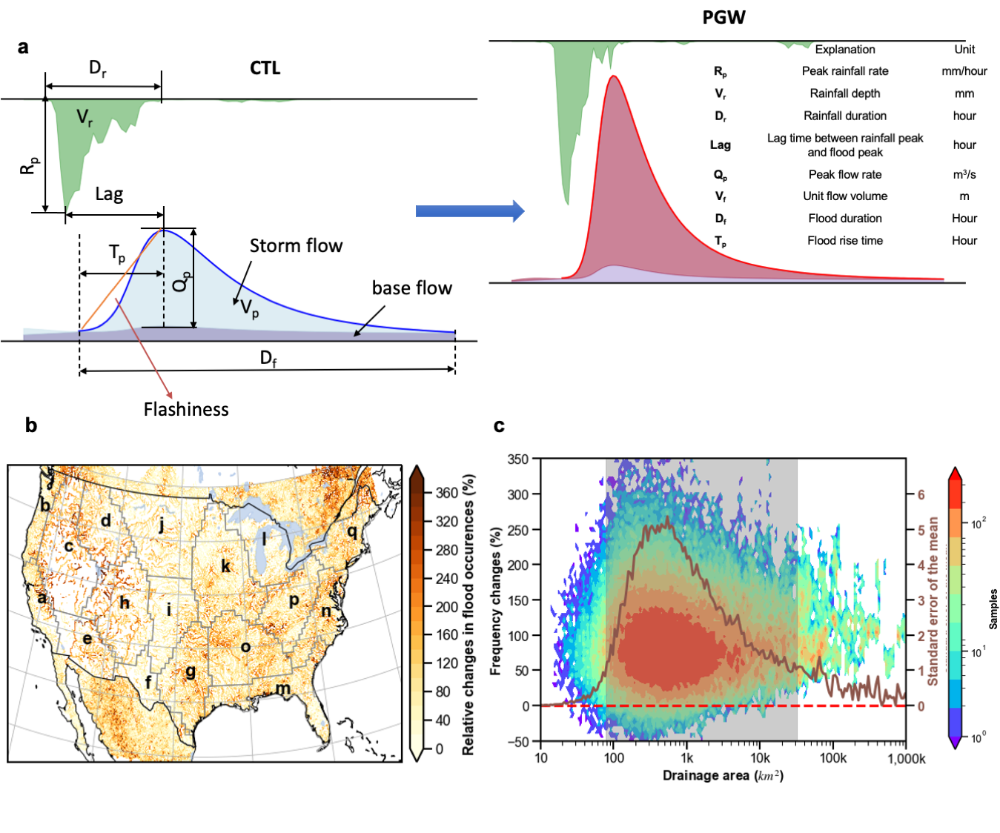 PGW
a
CTL
Dr
Vr
Rp
Lag
Tp
Qp
Storm flow
Vp
base flow
Df
Flashiness
Explanation Unit
Rp Peak rainfall rate mm/hour
Vr Rainfall depth mm
Dr Rainfall duration hour
Lag Lag time between rainfall peak and flood peak hour
Qp Peak flow rate m³/s
Vf Unit flow volume m
Df Flood duration Hour
Tp Flood rise time Hour
b
b
d
j
c
l
q
k
a
h
i
p
n
e
o
f
g
m
360
320
280
240
200
160
120
80
40
0
Relative changes in flood occurences (%)
c
350
300
250
200
150
100
50
0
−50
Frequency changes (%)
10 100 1k 10k 100k 1,000k
Drainage area (km²)
6
5
4
3
2
1
0
Standard error of the mean
10²
10¹
10⁰
Samples